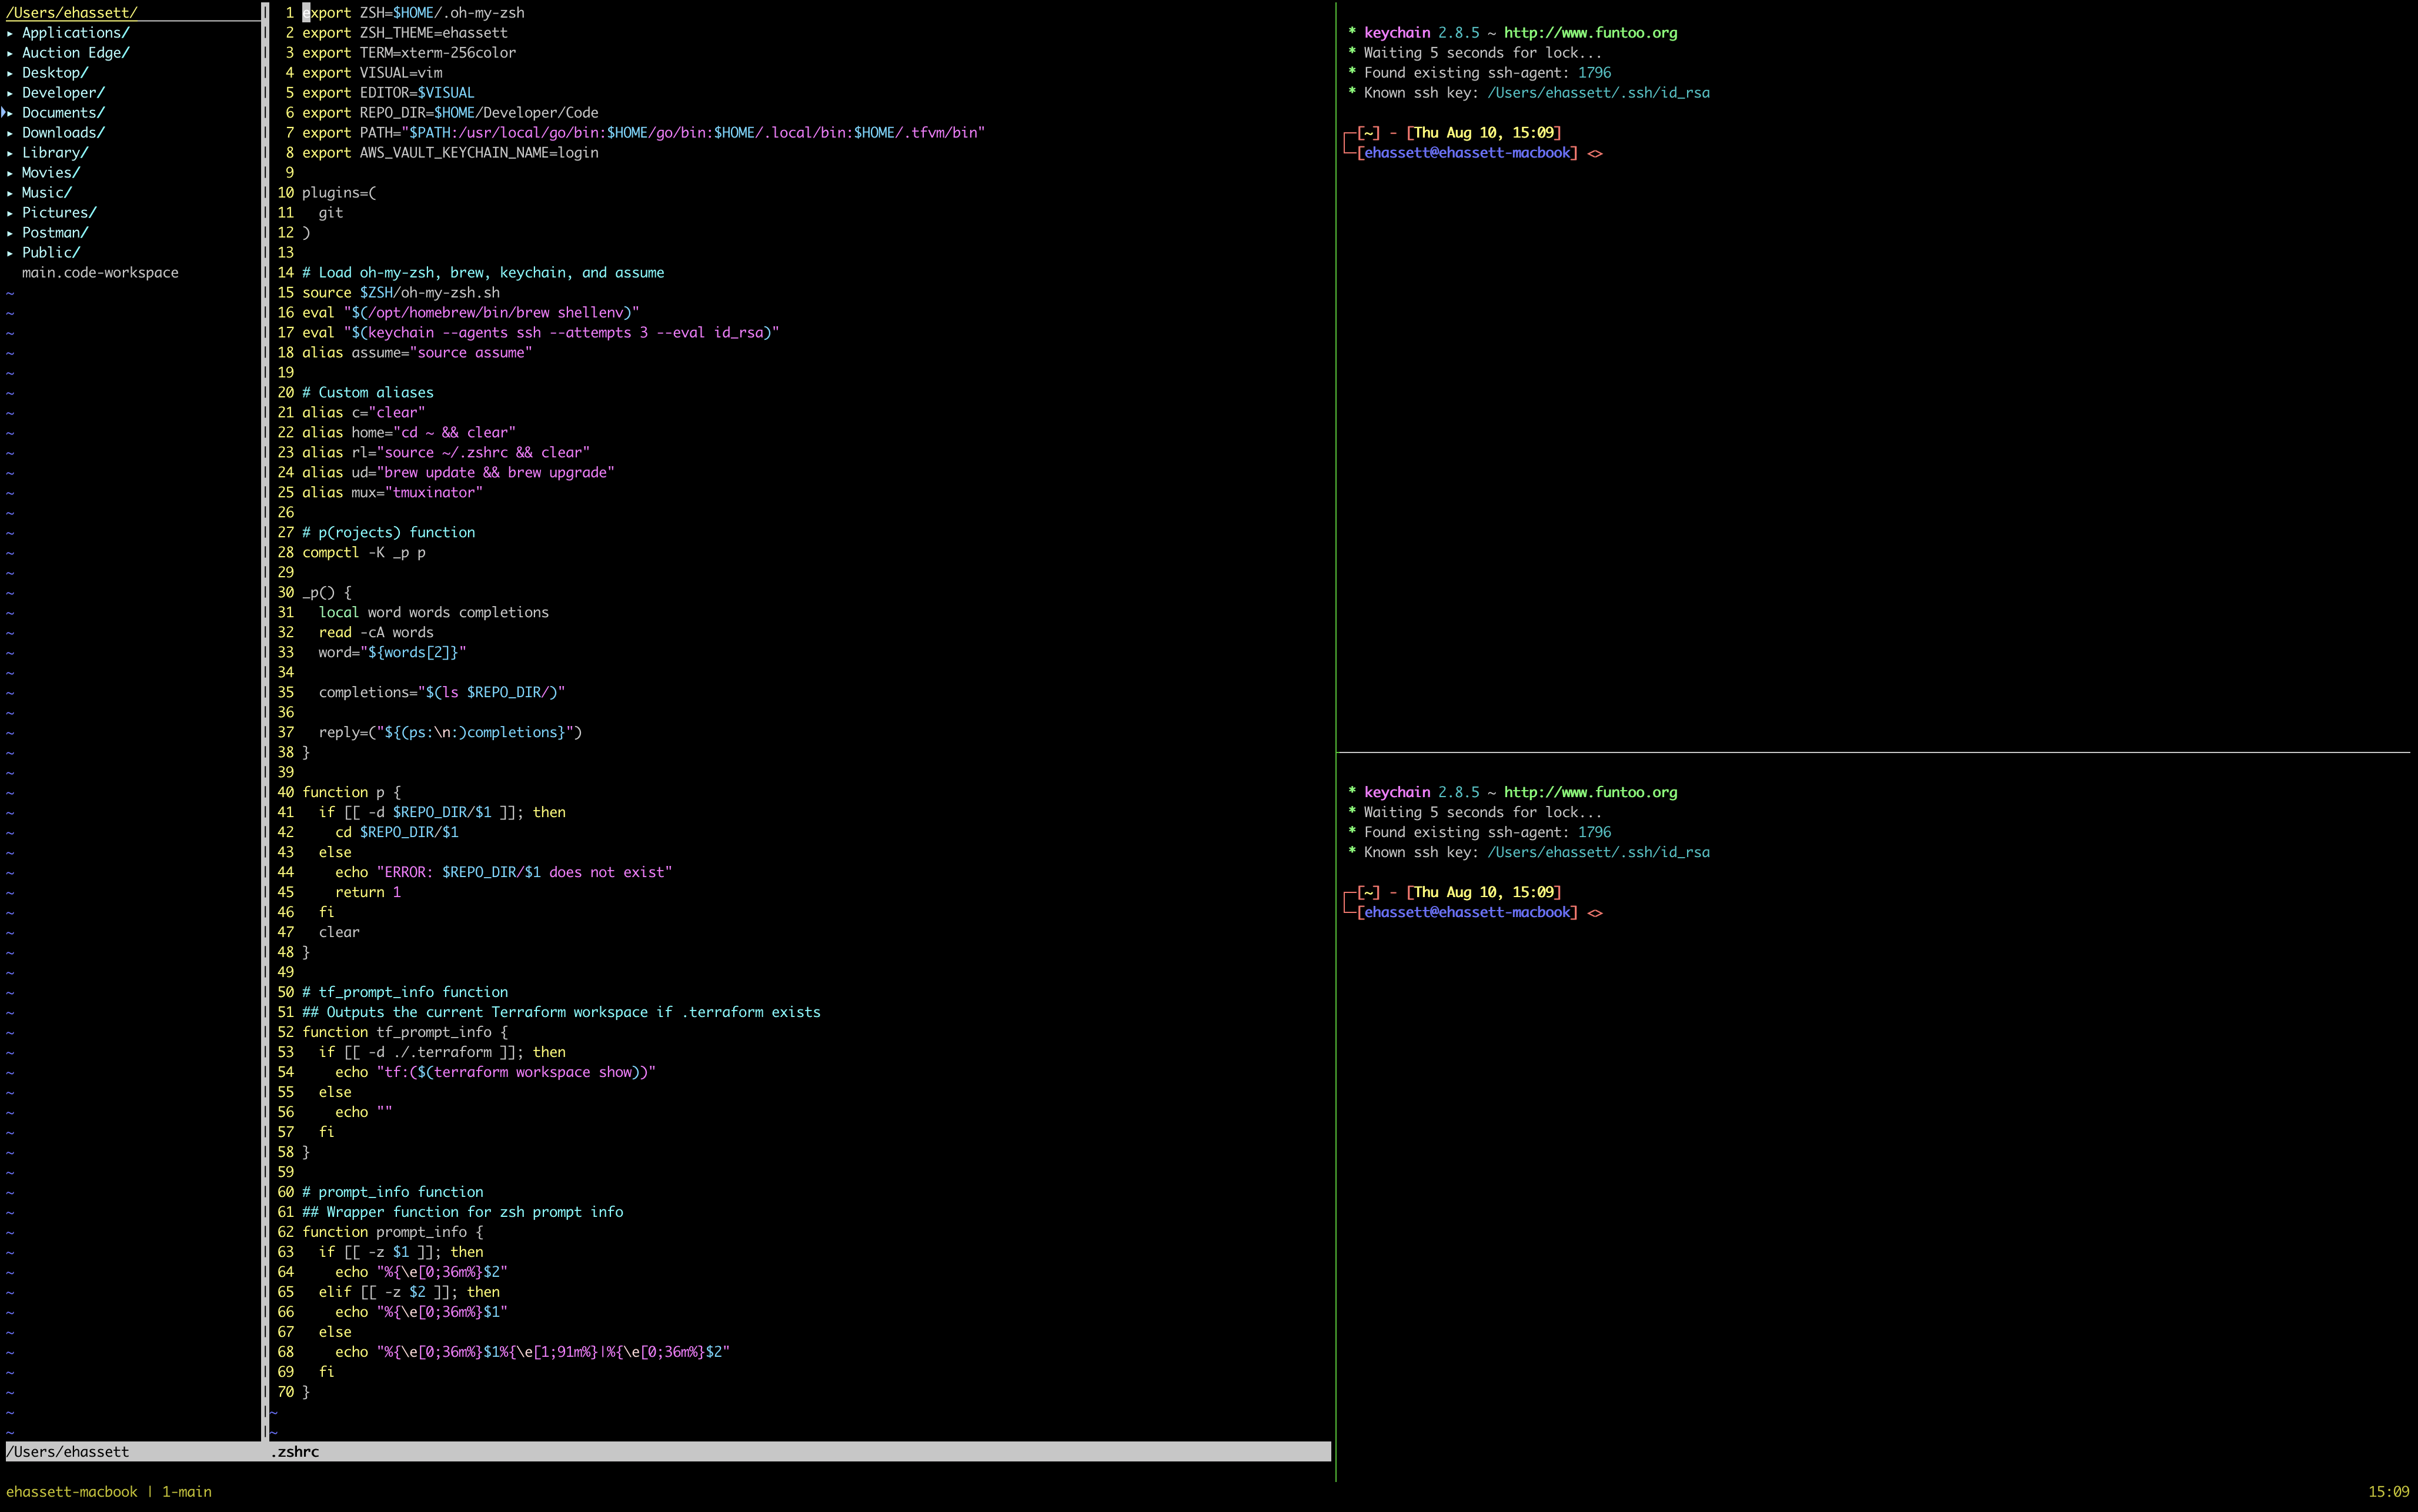 /Users/ehassett/
▸ Applications/
▸ Auction Edge/
▸ Desktop/
▸ Developer/
▸ Documents/
▸ Downloads/
▸ Library/
▸ Movies/
▸ Music/
▸ Pictures/
▸ Postman/
▸ Public/
main.code-workspace
1 export ZSH=$HOME/.oh-my-zsh
2 export ZSH_THEME=ehassett
3 export TERM=xterm-256color
4 export VISUAL=vim
5 export EDITOR=$VISUAL
6 export REPO_DIR=$HOME/Developer/Code
7 export PATH="$PATH:/usr/local/go/bin:$HOME/go/bin:$HOME/.local/bin:$HOME/.tfvm/bin"
8 export AWS_VAULT_KEYCHAIN_NAME=login
9
10 plugins=(
11   git
12 )
13
14 # Load oh-my-zsh, brew, keychain, and assume
15 source $ZSH/oh-my-zsh.sh
16 eval "$(/opt/homebrew/bin/brew shellenv)"
17 eval "$(keychain --agents ssh --attempts 3 --eval id_rsa)"
18 alias assume="source assume"
19
20 # Custom aliases
21 alias c="clear"
22 alias home="cd ~ && clear"
23 alias rl="source ~/.zshrc && clear"
24 alias ud="brew update && brew upgrade"
25 alias mux="tmuxinator"
26
27 # p(rojects) function
28 compctl -K _p p
29
30 _p() {
31   local word words completions
32   read -cA words
33   word="${words[2]}"
34
35   completions="$(ls $REPO_DIR/)"
36
37   reply=("${(ps:\n:)completions}")
38 }
39
40 function p {
41   if [[ -d $REPO_DIR/$1 ]]; then
42     cd $REPO_DIR/$1
43   else
44     echo "ERROR: $REPO_DIR/$1 does not exist"
45     return 1
46   fi
47   clear
48 }
49
50 # tf_prompt_info function
51 ## Outputs the current Terraform workspace if .terraform exists
52 function tf_prompt_info {
53   if [[ -d ./.terraform ]]; then
54     echo "tf:($(terraform workspace show))"
55   else
56     echo ""
57   fi
58 }
59
60 # prompt_info function
61 ## Wrapper function for zsh prompt info
62 function prompt_info {
63   if [[ -z $1 ]]; then
64     echo "%{\e[0;36m%}$2"
65   elif [[ -z $2 ]]; then
66     echo "%{\e[0;36m%}$1"
67   else
68     echo "%{\e[0;36m%}$1%{\e[1;91m%}|%{\e[0;36m%}$2"
69   fi
70 }
~
~
/Users/ehassett
.zshrc
* keychain 2.8.5 ~ http://www.funtoo.org
* Waiting 5 seconds for lock...
* Found existing ssh-agent: 1796
* Known ssh key: /Users/ehassett/.ssh/id_rsa
┌─[~] - [Thu Aug 10, 15:09]
└─[ehassett@ehassett-macbook] <>
* keychain 2.8.5 ~ http://www.funtoo.org
* Waiting 5 seconds for lock...
* Found existing ssh-agent: 1796
* Known ssh key: /Users/ehassett/.ssh/id_rsa
┌─[~] - [Thu Aug 10, 15:09]
└─[ehassett@ehassett-macbook] <>
ehassett-macbook | 1-main
15:09